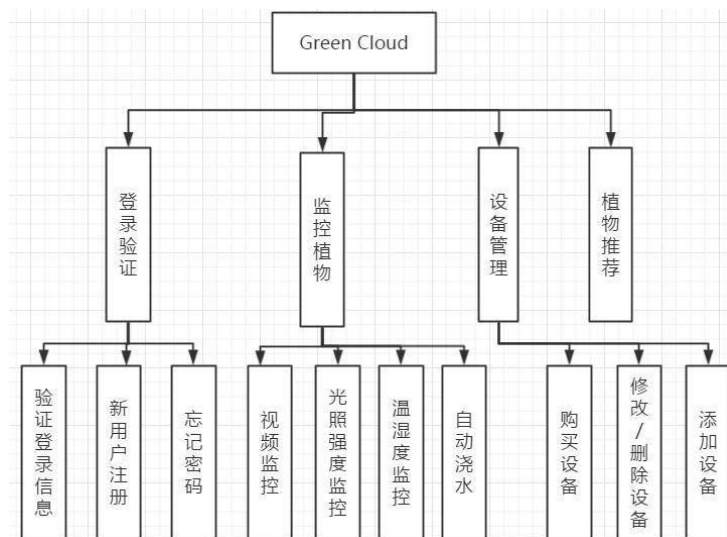 Green Cloud
登录验证
监控植物
设备管理
植物推荐
验证登录信息
新用户注册
忘记密码
视频监控
光照强度监控
温湿度监控
自动浇水
购买设备
修改/删除设备
添加设备